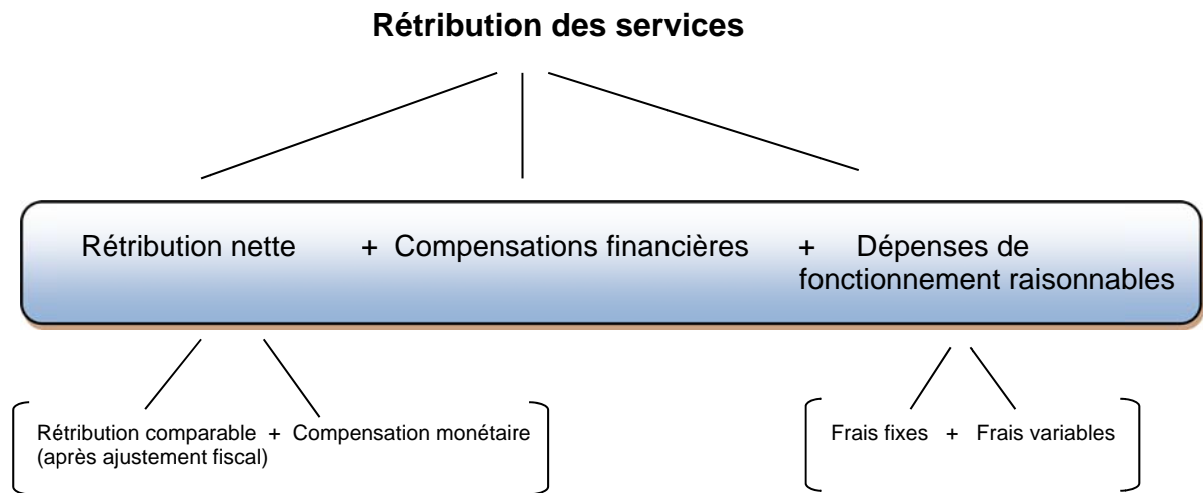 Rétribution des services
Rétribution nette + Compensations financières + Dépenses de
fonctionnement raisonnables
Rétribution comparable + Compensation monétaire
(après ajustement fiscal)
Frais fixes + Frais variables